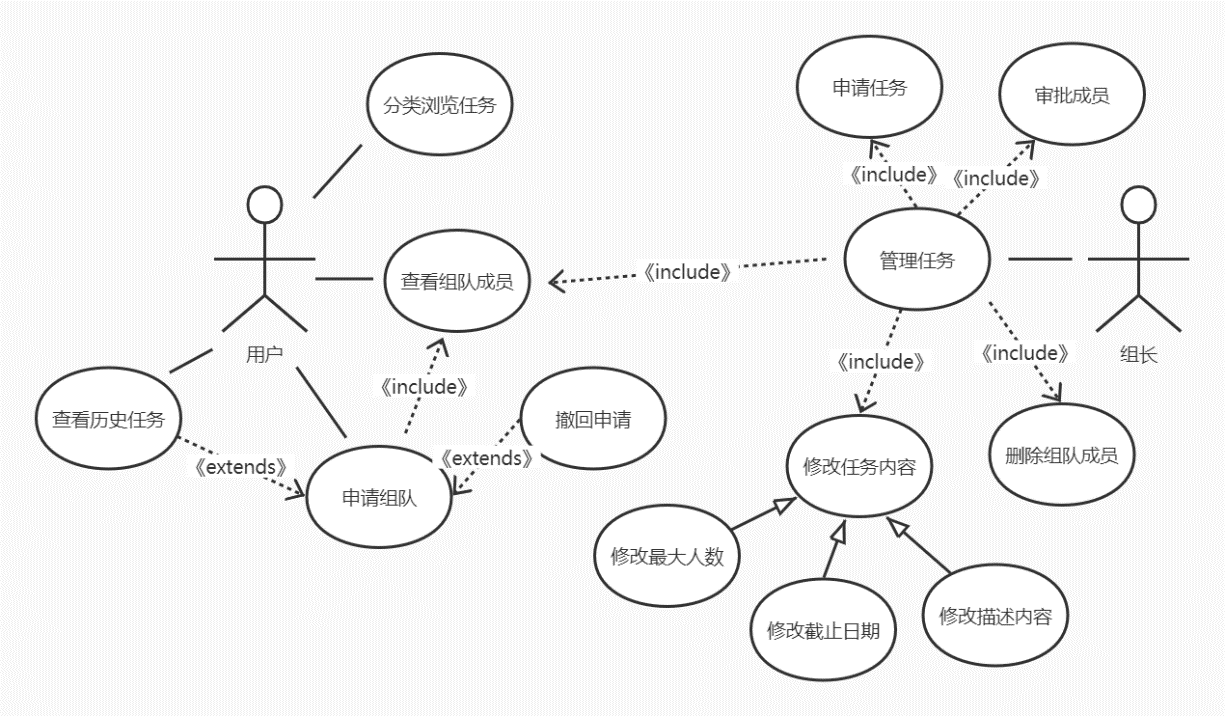 申请任务
审批成员
分类浏览任务
《include》
《include》
管理任务
查看组队成员
《include》
用户
组长
《include》
《include》
《include》
查看历史任务
撤回申请
《extends》
《extends》
申请组队
修改任务内容
删除组队成员
修改最大人数
修改截止日期
修改描述内容